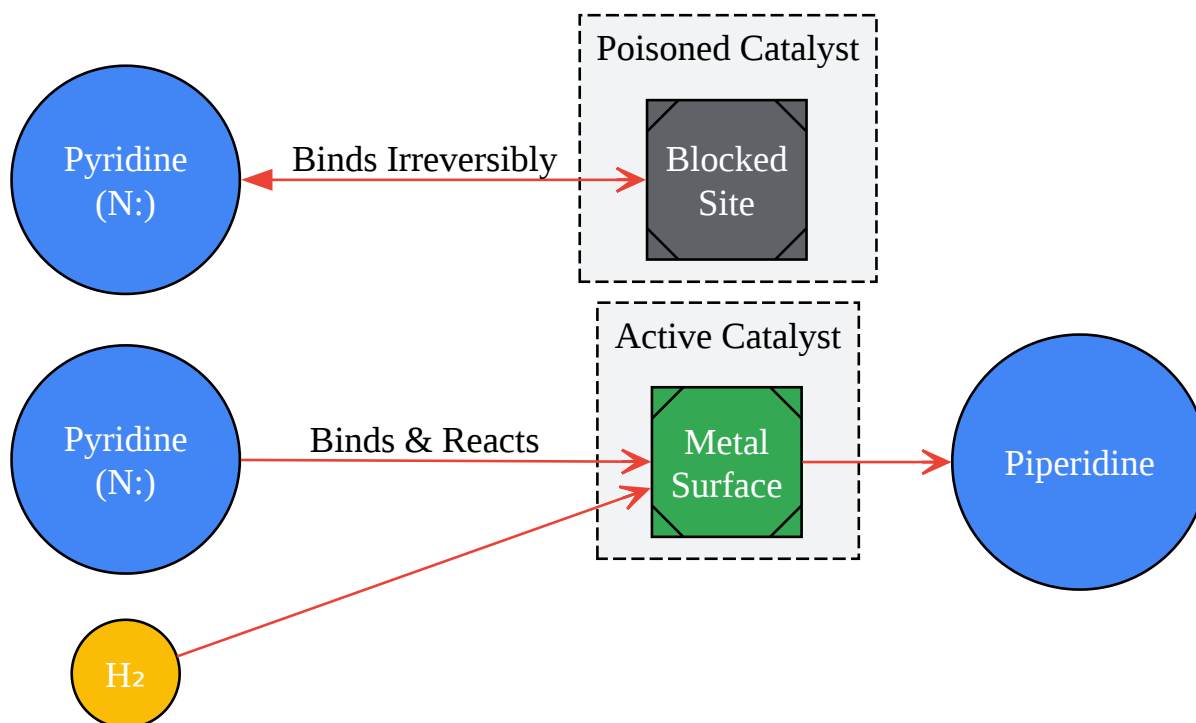 Poisoned Catalyst
Pyridine
(N:)
Binds Irreversibly
Blocked
Site
Active Catalyst
Pyridine
(N:)
Binds & Reacts
Metal
Surface
Piperidine
H₂